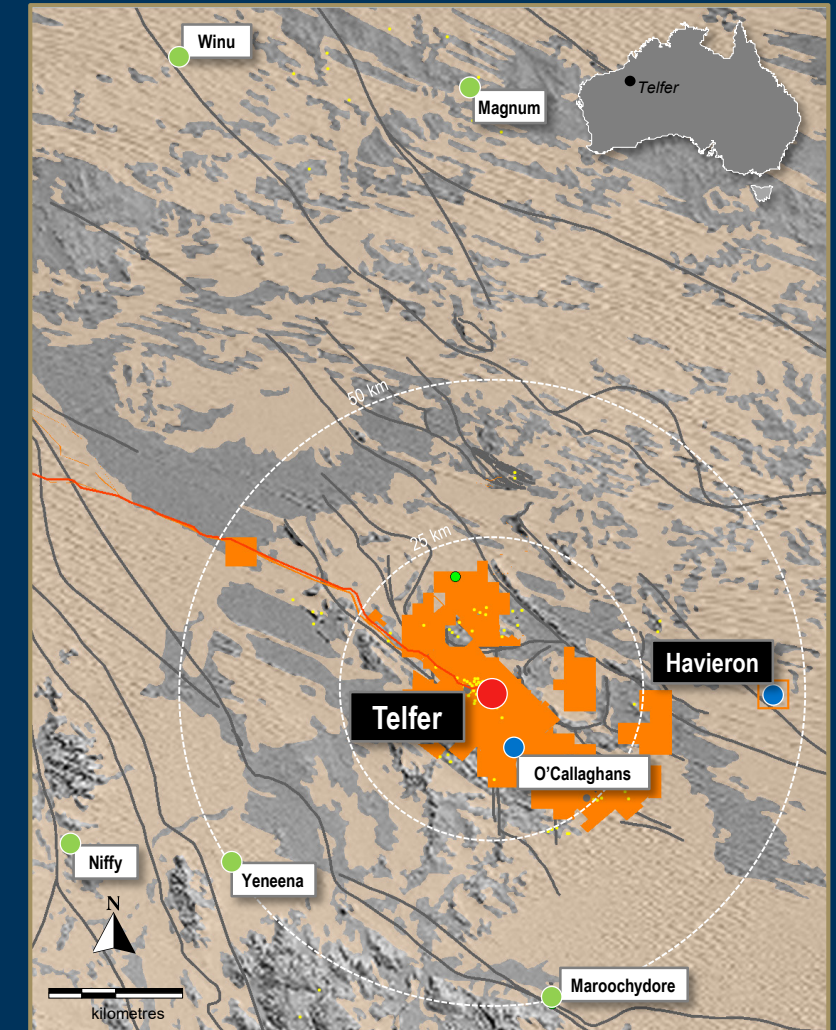 Winu
Magnum
Telfer
50 km
25 km
Havieron
Telfer
O'Callaghans
Niffy
Yeneena
N
Maroochydore
kilometres